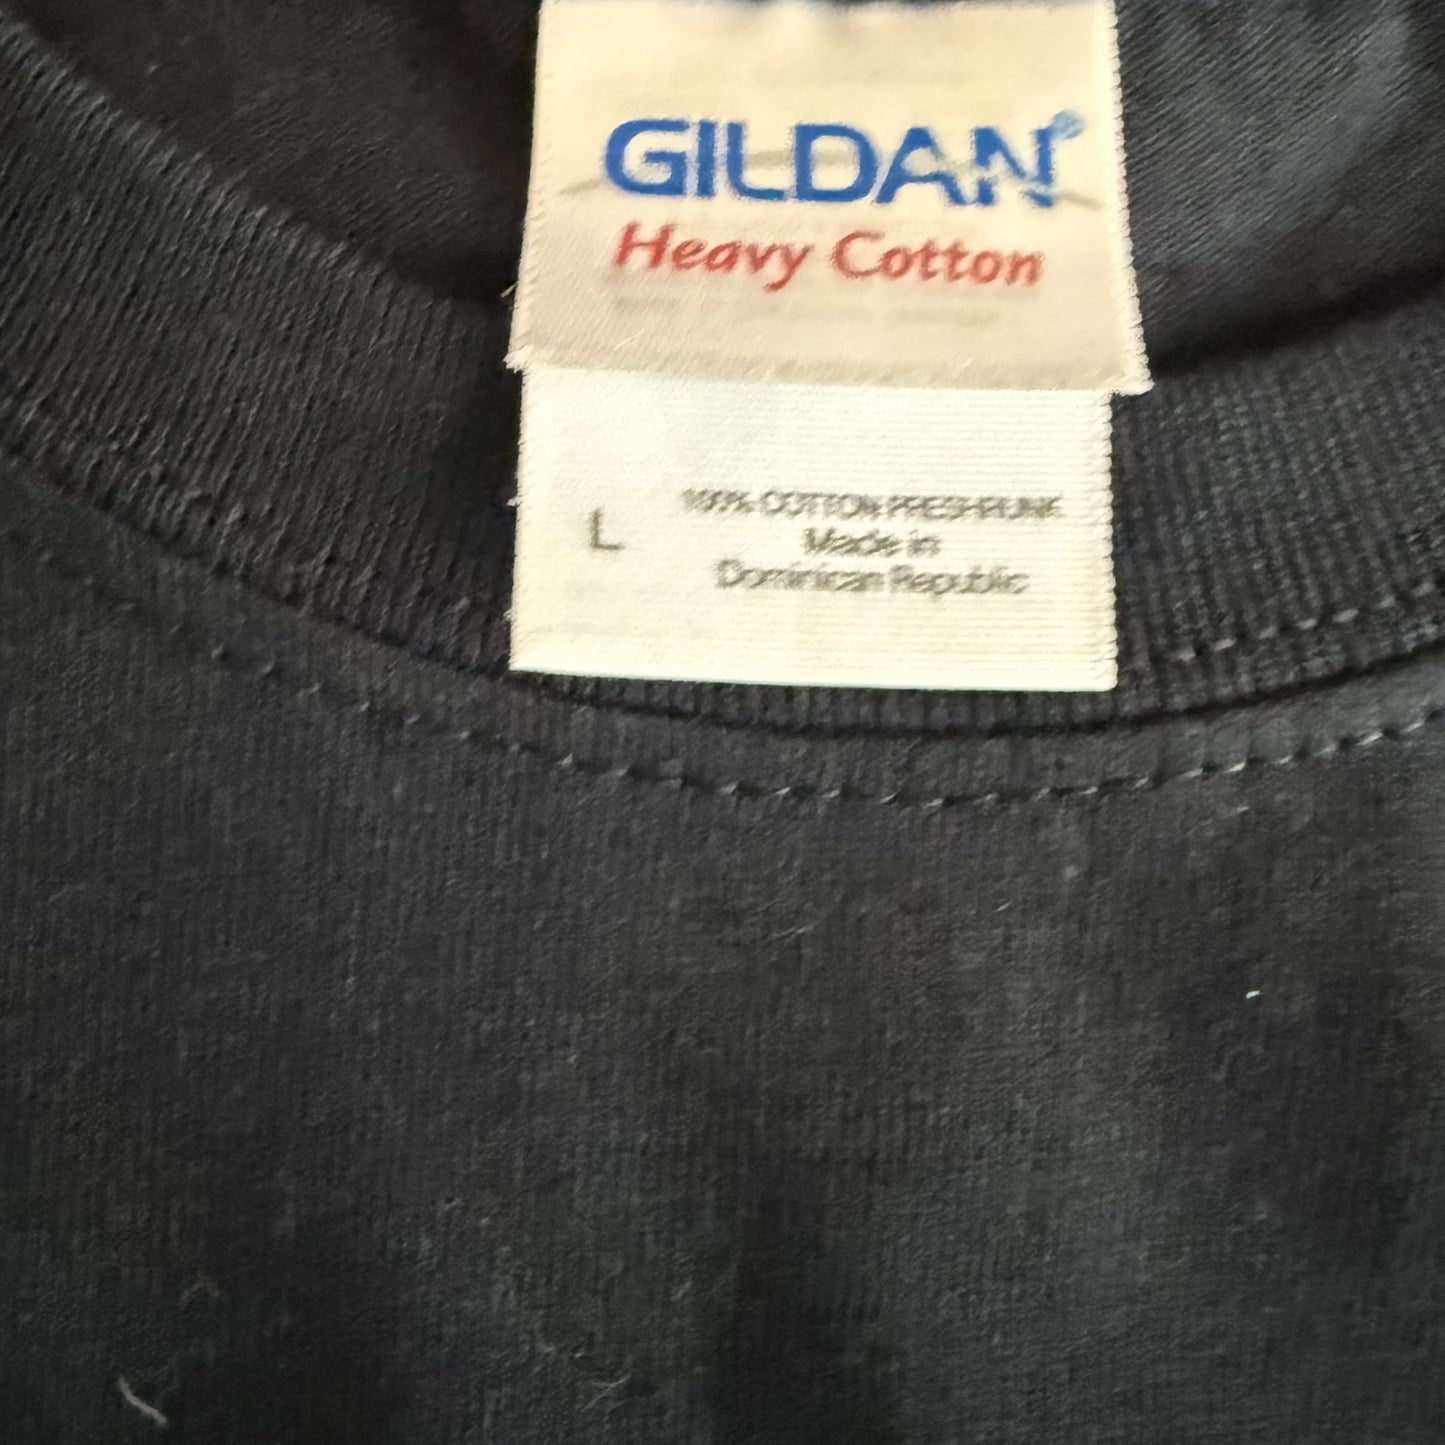 GILDAN®
Heavy Cotton
L
100% COTTON PRESHRUNK
Made in
Dominican Republic